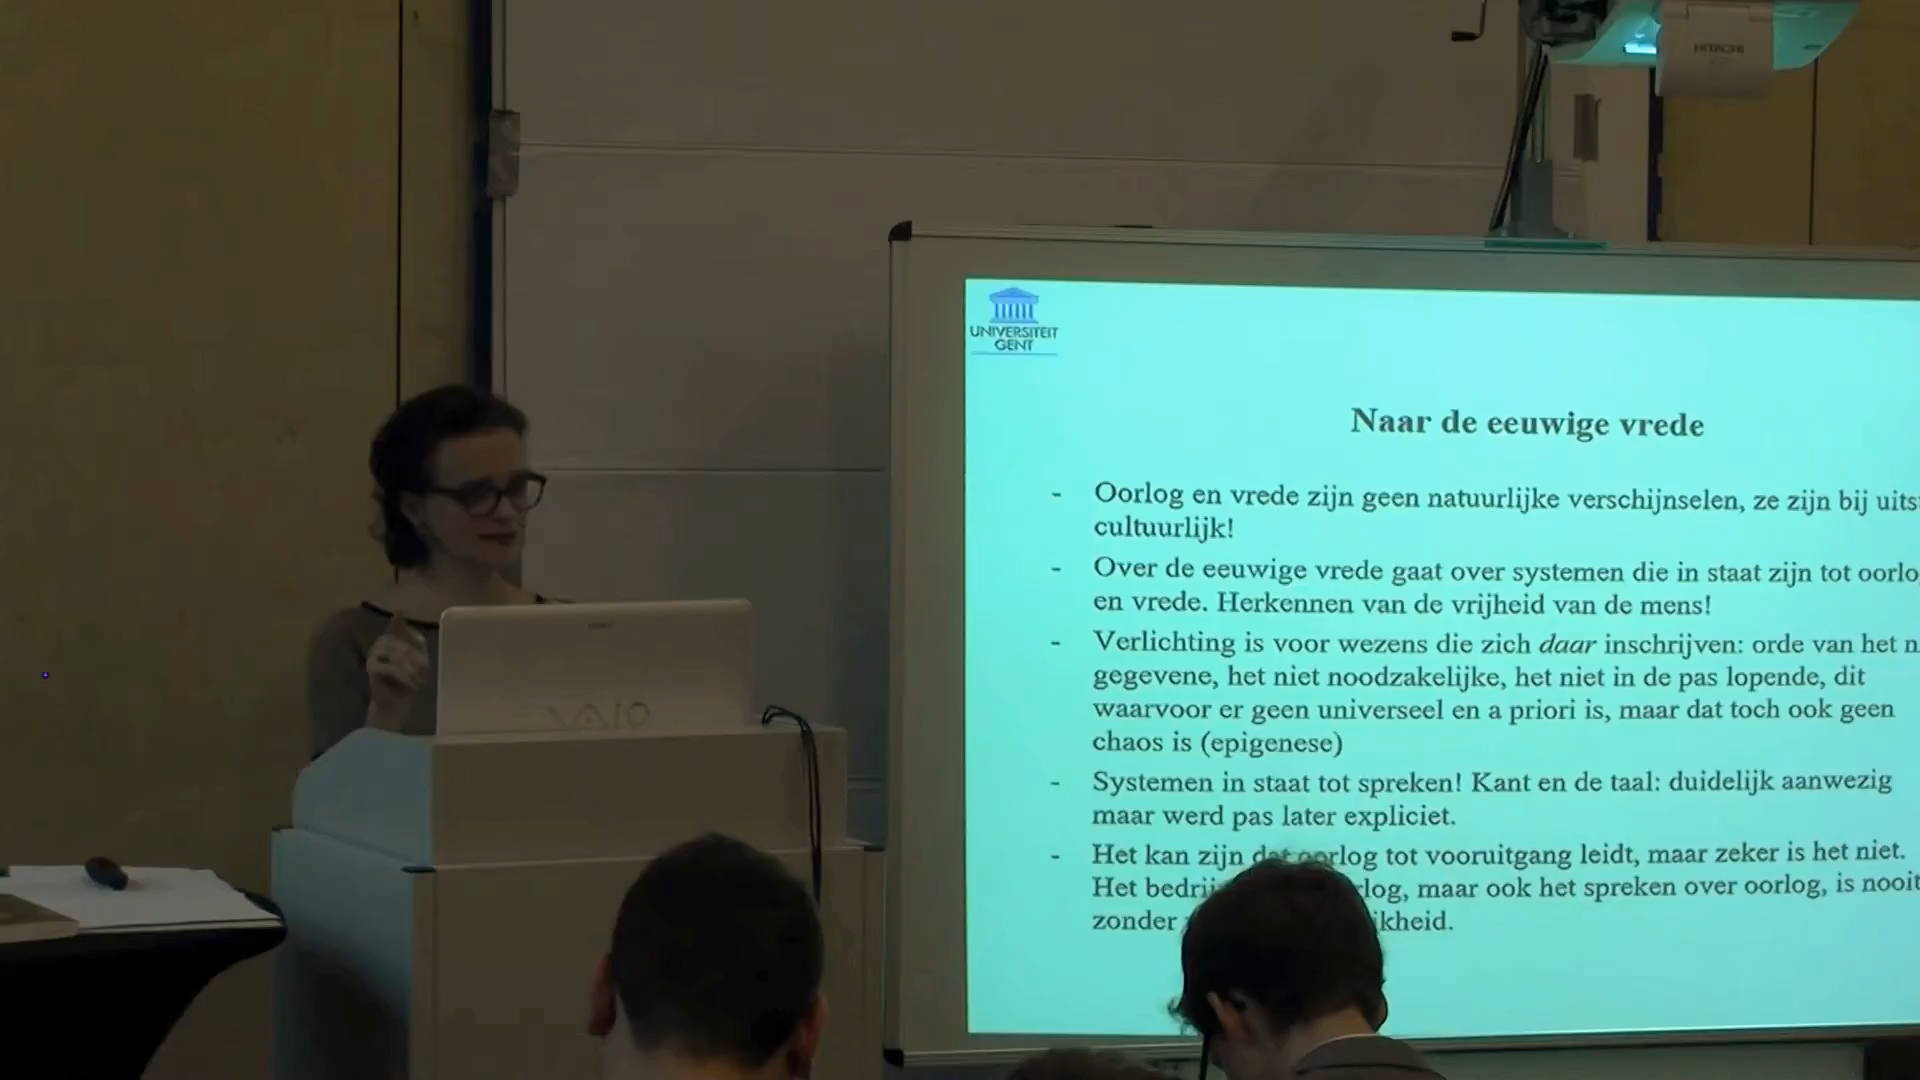 HITACHI
UNIVERSITEIT
GENT
Naar de eeuwige vrede
- Oorlog en vrede zijn geen natuurlijke verschijnselen, ze zijn bij
cultuurlijk!
- Over de eeuwige vrede gaat over systemen die in staat zijn tot
en vrede. Herkennen van de vrijheid van de mens!
- Verlichting is voor wezens die zich daar inschrijven: orde van het
gegevene, het niet noodzakelijke, het niet in de pas lopende, dit
waarvoor er geen universeel en a priori is, maar dat toch ook geen
chaos is (epigenese)
- Systemen in staat tot spreken! Kant en de taal: duidelijk aanwezig
maar werd pas later expliciet.
- Het kan zijn dat oorlog tot vooruitgang leidt, maar zeker is het niet.
Het maar ook het spreken over oorlog, is nooit
zonder
VAIO